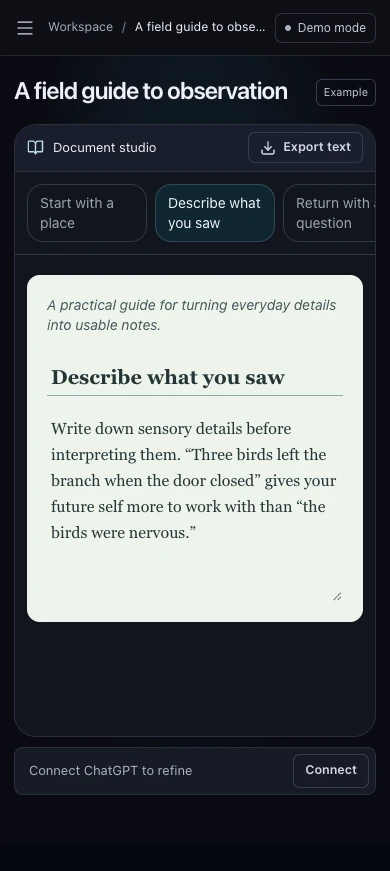 Workspace / A field guide to obse...
Demo mode
A field guide to observation
Example
Document studio
Export text
Start with a
place
Describe what
you saw
Return with a
question
A practical guide for turning everyday details
into usable notes.
Describe what you saw
Write down sensory details before
interpreting them. “Three birds left the
branch when the door closed” gives your
future self more to work with than “the
birds were nervous.”
Connect ChatGPT to refine
Connect